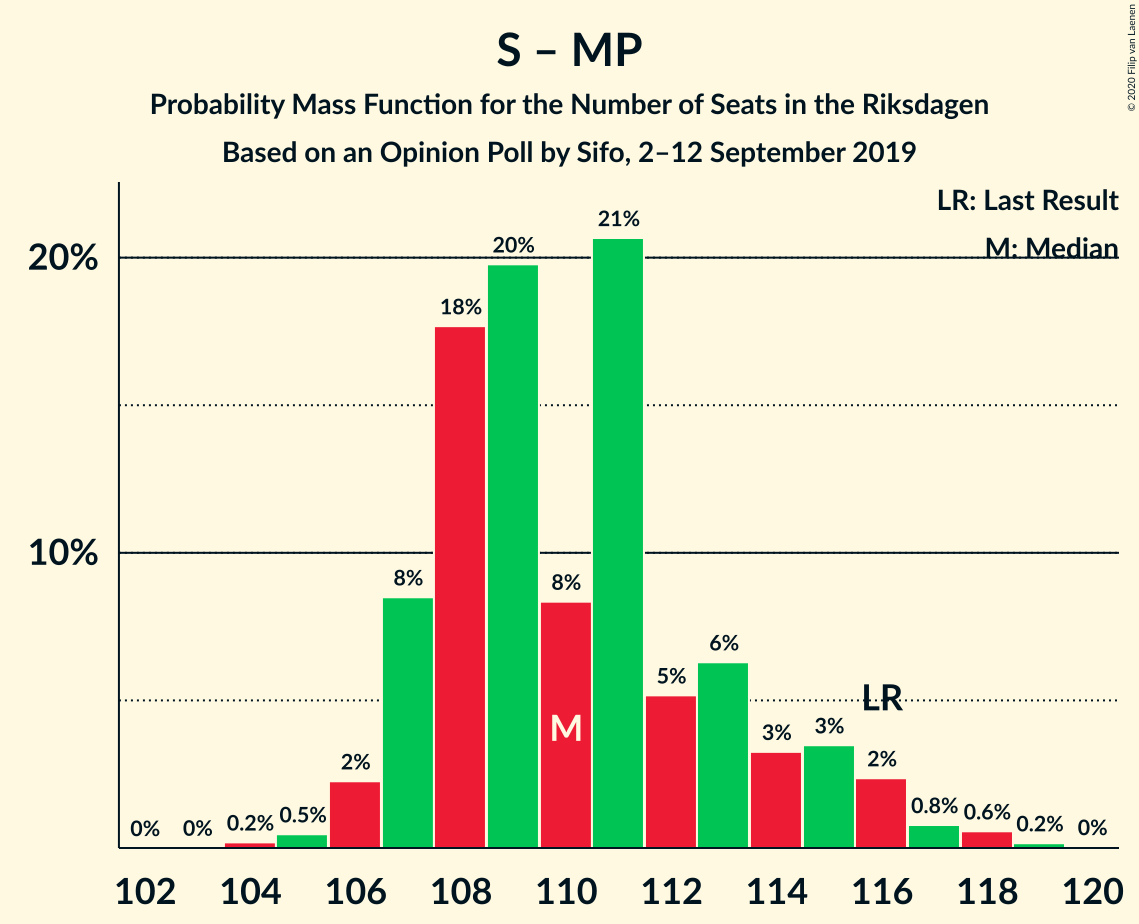 S – MP
Probability Mass Function for the Number of Seats in the Riksdagen
Based on an Opinion Poll by Sifo, 2–12 September 2019
© 2020 Filip van Laenen
LR: Last Result
M: Median
20%
10%
0% 0% 0.2% 0.5% 2% 8% 18% 20% 8% 21% 5% 6% 3% 3% 2% 0.8% 0.6% 0.2% 0%
M
LR
102 104 106 108 110 112 114 116 118 120